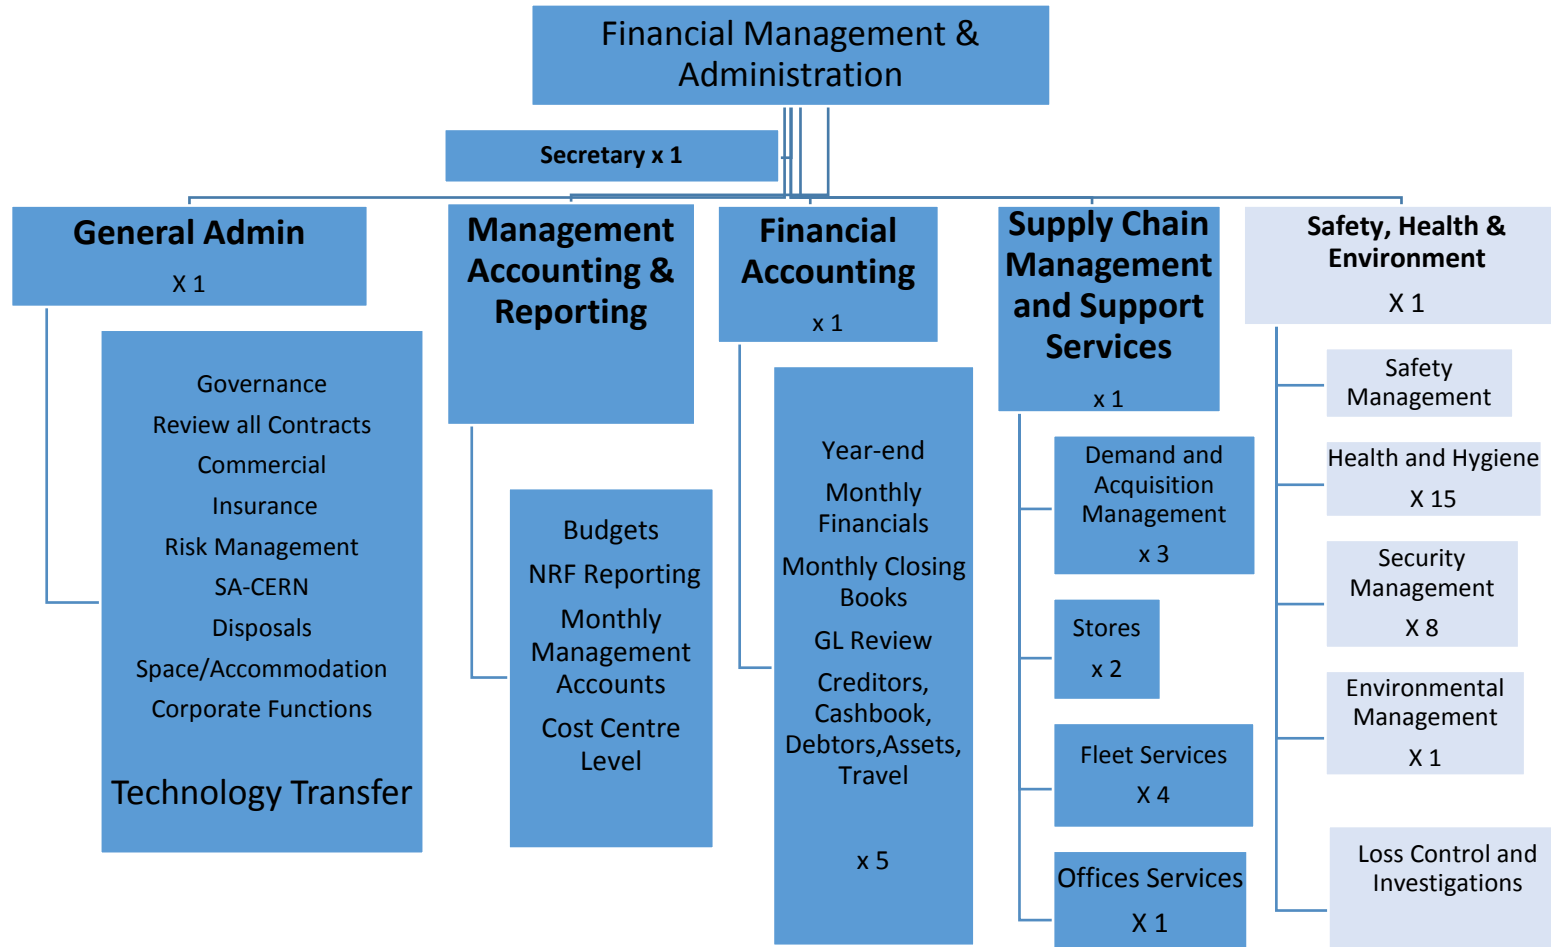 Financial Management &
Administration
Secretary x 1
General Admin
X 1
Governance
Review all Contracts
Commercial
Insurance
Risk Management
SA-CERN
Disposals
Space/Accommodation
Corporate Functions
Technology Transfer
Management
Accounting &
Reporting
Budgets
NRF Reporting
Monthly
Management
Accounts
Cost Centre
Level
Financial
Accounting
x 1
Year-end
Monthly
Financials
Monthly Closing
Books
GL Review
Creditors,
Cashbook,
Debtors,Assets,
Travel
x 5
Supply Chain
Management
and Support
Services
x 1
Demand and
Acquisition
Management
x 3
Stores
x 2
Fleet Services
X 4
Offices Services
X 1
Safety, Health &
Environment
X 1
Safety
Management
Health and Hygiene
X 15
Security
Management
X 8
Environmental
Management
X 1
Loss Control and
Investigations